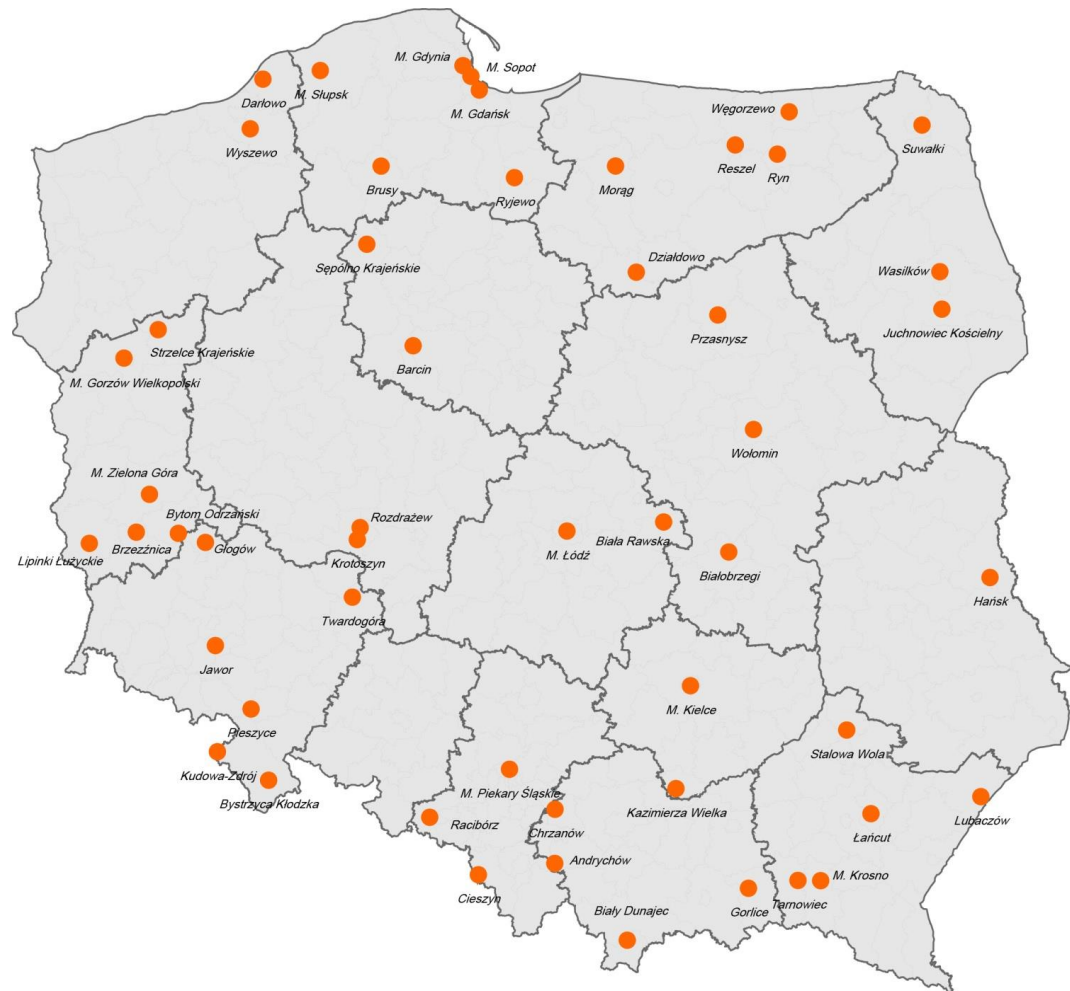 M. Gdynia
M. Sopot
Darłowo
M. Słupsk
M. Gdańsk
Węgorzewo
Suwałki
Wyszewo
Reszel
Ryn
Brusy
Ryjewo
Morąg
Działdowo
Sępólno Krajeńskie
Wasilków
Juchnowiec Kościelny
Przasnysz
Strzelce Krajeńskie
Barcin
M. Gorzów Wielkopolski
Wołomin
M. Zielona Góra
Bytom Odrzański
Rozdrażew
Biała Rawska
Lipinki Łużyckie
Brzeźnica
Głogów
Krotoszyn
M. Łódź
Białobrzegi
Hańsk
Twardogóra
Jawor
M. Kielce
Pieszyce
Stalowa Wola
Kudowa-Zdrój
M. Piekary Śląskie
Bystrzyca Kłodzka
Kazimierza Wielka
Lubaczów
Racibórz
Chrzanów
Łańcut
Andrychów
M. Krosno
Cieszyn
Gorlice
Tarnowiec
Biały Dunajec